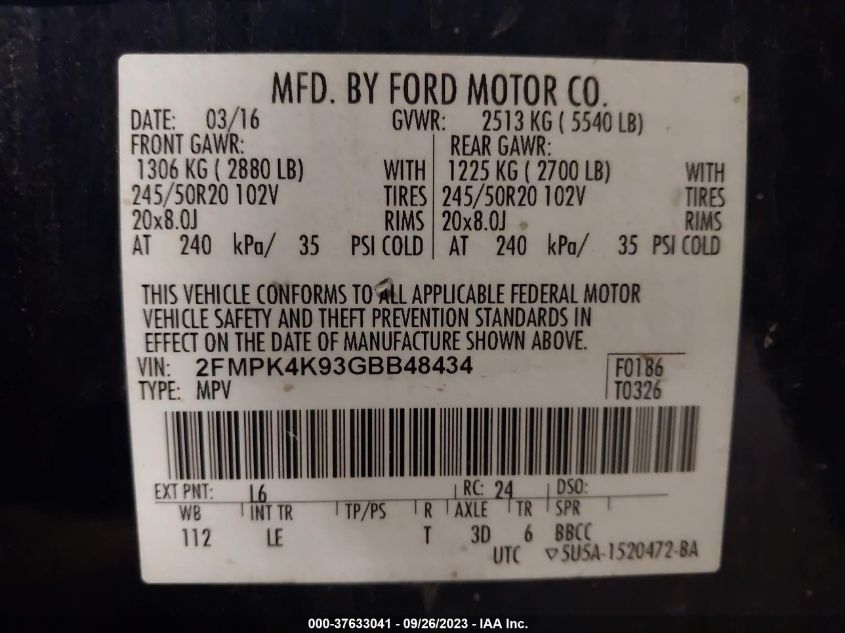 MFD. BY FORD MOTOR CO.
DATE: 03/16 GVWR: 2513 KG ( 5540 LB)
FRONT GAWR: REAR GAWR:
1306 KG ( 2880 LB) WITH 1225 KG ( 2700 LB) WITH
245/50R20 102V TIRES 245/50R20 102V TIRES
20x8.0J RIMS 20x8.0J RIMS
AT 240 kPa/ 35 PSI COLD AT 240 kPa/ 35 PSI COLD
THIS VEHICLE CONFORMS TO ALL APPLICABLE FEDERAL MOTOR
VEHICLE SAFETY AND THEFT PREVENTION STANDARDS IN
EFFECT ON THE DATE OF MANUFACTURE SHOWN ABOVE.
VIN: 2FMPK4K93GBB48434 F0186
TYPE: MPV T0326
EXT PNT: L6 RC: 24 DSO:
WB INT TR TP/PS R AXLE TR SPR
112 LE T 3D 6 BBCC
UTC ▽5U5A-1520472-BA
000-37633041 - 09/26/2023 - IAA Inc.